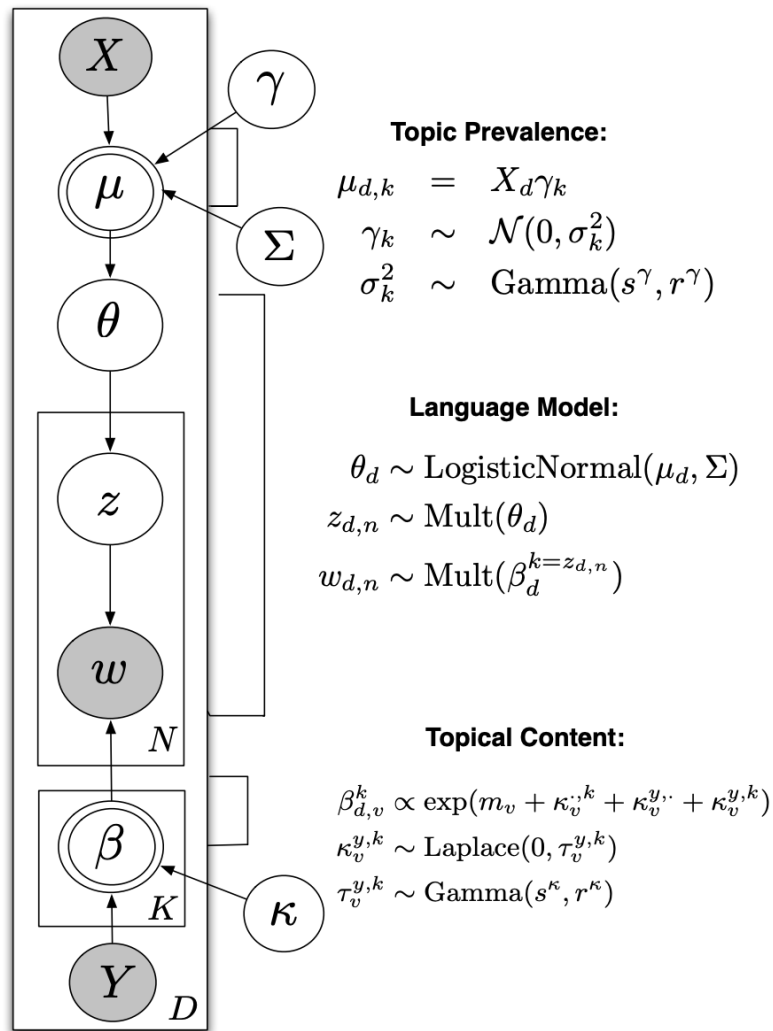 X
γ
μ
Σ
θ
z
w
N
β
K
κ
Y
D
Topic Prevalence:
μ_{d,k} = X_d γ_k
γ_k ∼ 𝒩(0, σ_k^2)
σ_k^2 ∼ Gamma(s^γ, r^γ)
Language Model:
θ_d ∼ LogisticNormal(μ_d, Σ)
z_{d,n} ∼ Mult(θ_d)
w_{d,n} ∼ Mult(β_d^{k=z_{d,n}})
Topical Content:
β_{d,v}^k ∝ exp(m_v + κ_v^{·,k} + κ_v^{y,·} + κ_v^{y,k})
κ_v^{y,k} ∼ Laplace(0, τ_v^{y,k})
τ_v^{y,k} ∼ Gamma(s^κ, r^κ)